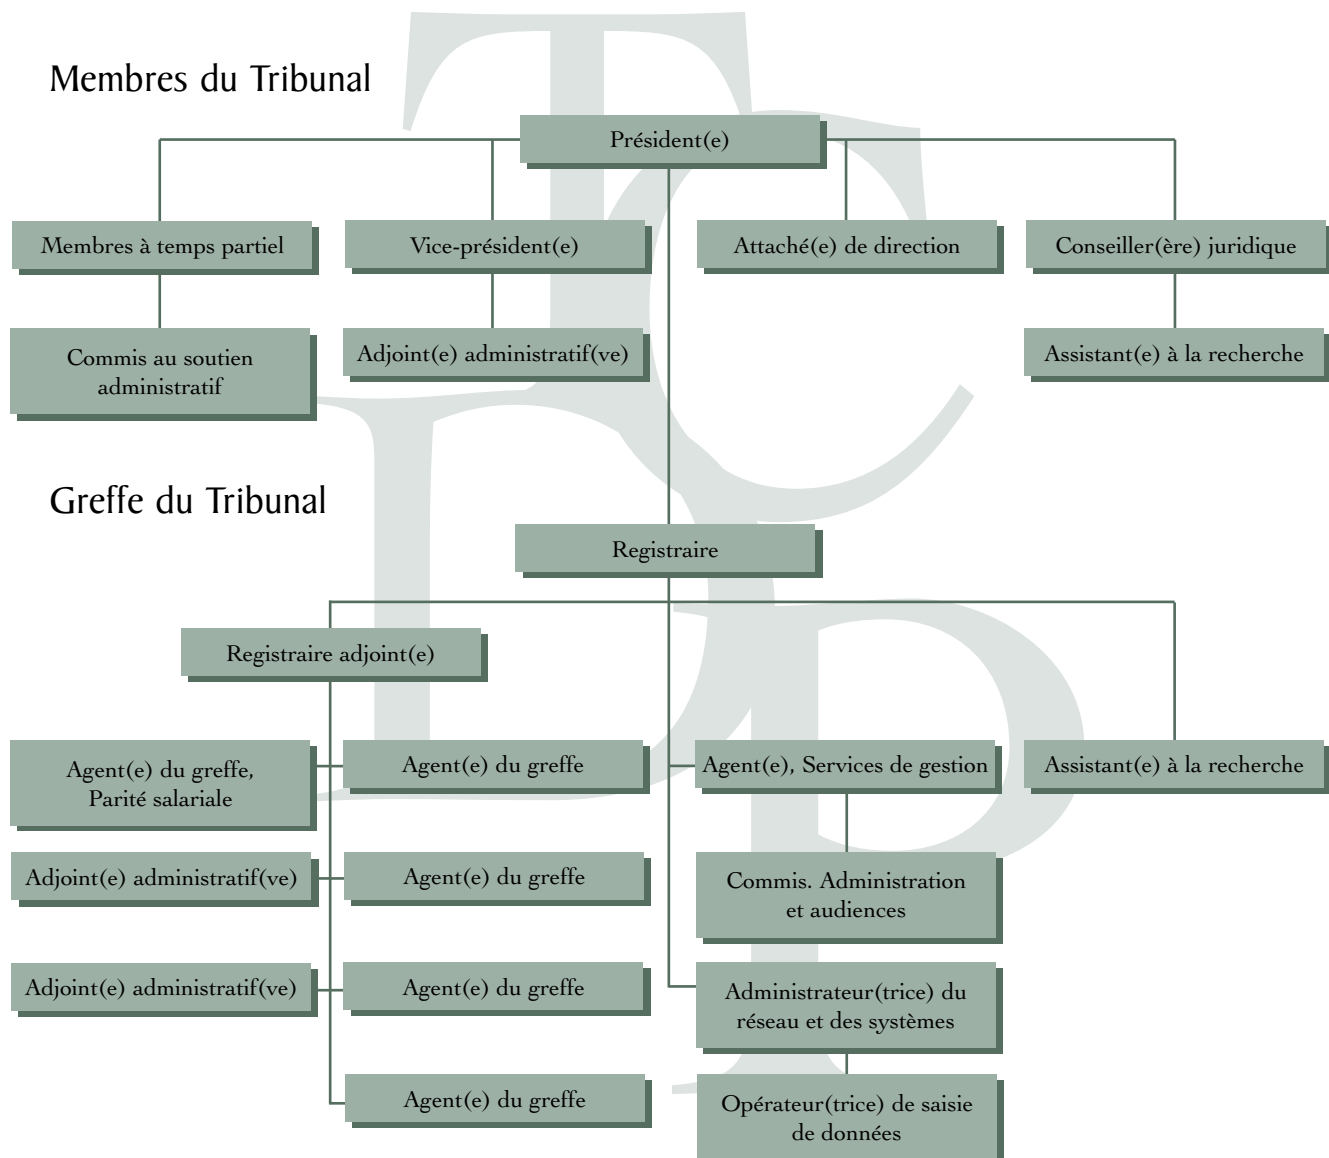 Membres du Tribunal
Président(e)
Membres à temps partiel
Vice-président(e)
Attaché(e) de direction
Conseiller(ère) juridique
Commis au soutien
administratif
Adjoint(e) administratif(ve)
Assistant(e) à la recherche
Greffe du Tribunal
Registraire
Registraire adjoint(e)
Agent(e) du greffe,
Parité salariale
Agent(e) du greffe
Agent(e), Services de gestion
Assistant(e) à la recherche
Adjoint(e) administratif(ve)
Agent(e) du greffe
Commis. Administration
et audiences
Adjoint(e) administratif(ve)
Agent(e) du greffe
Administrateur(trice) du
réseau et des systèmes
Agent(e) du greffe
Opérateur(trice) de saisie
de données
TCDP